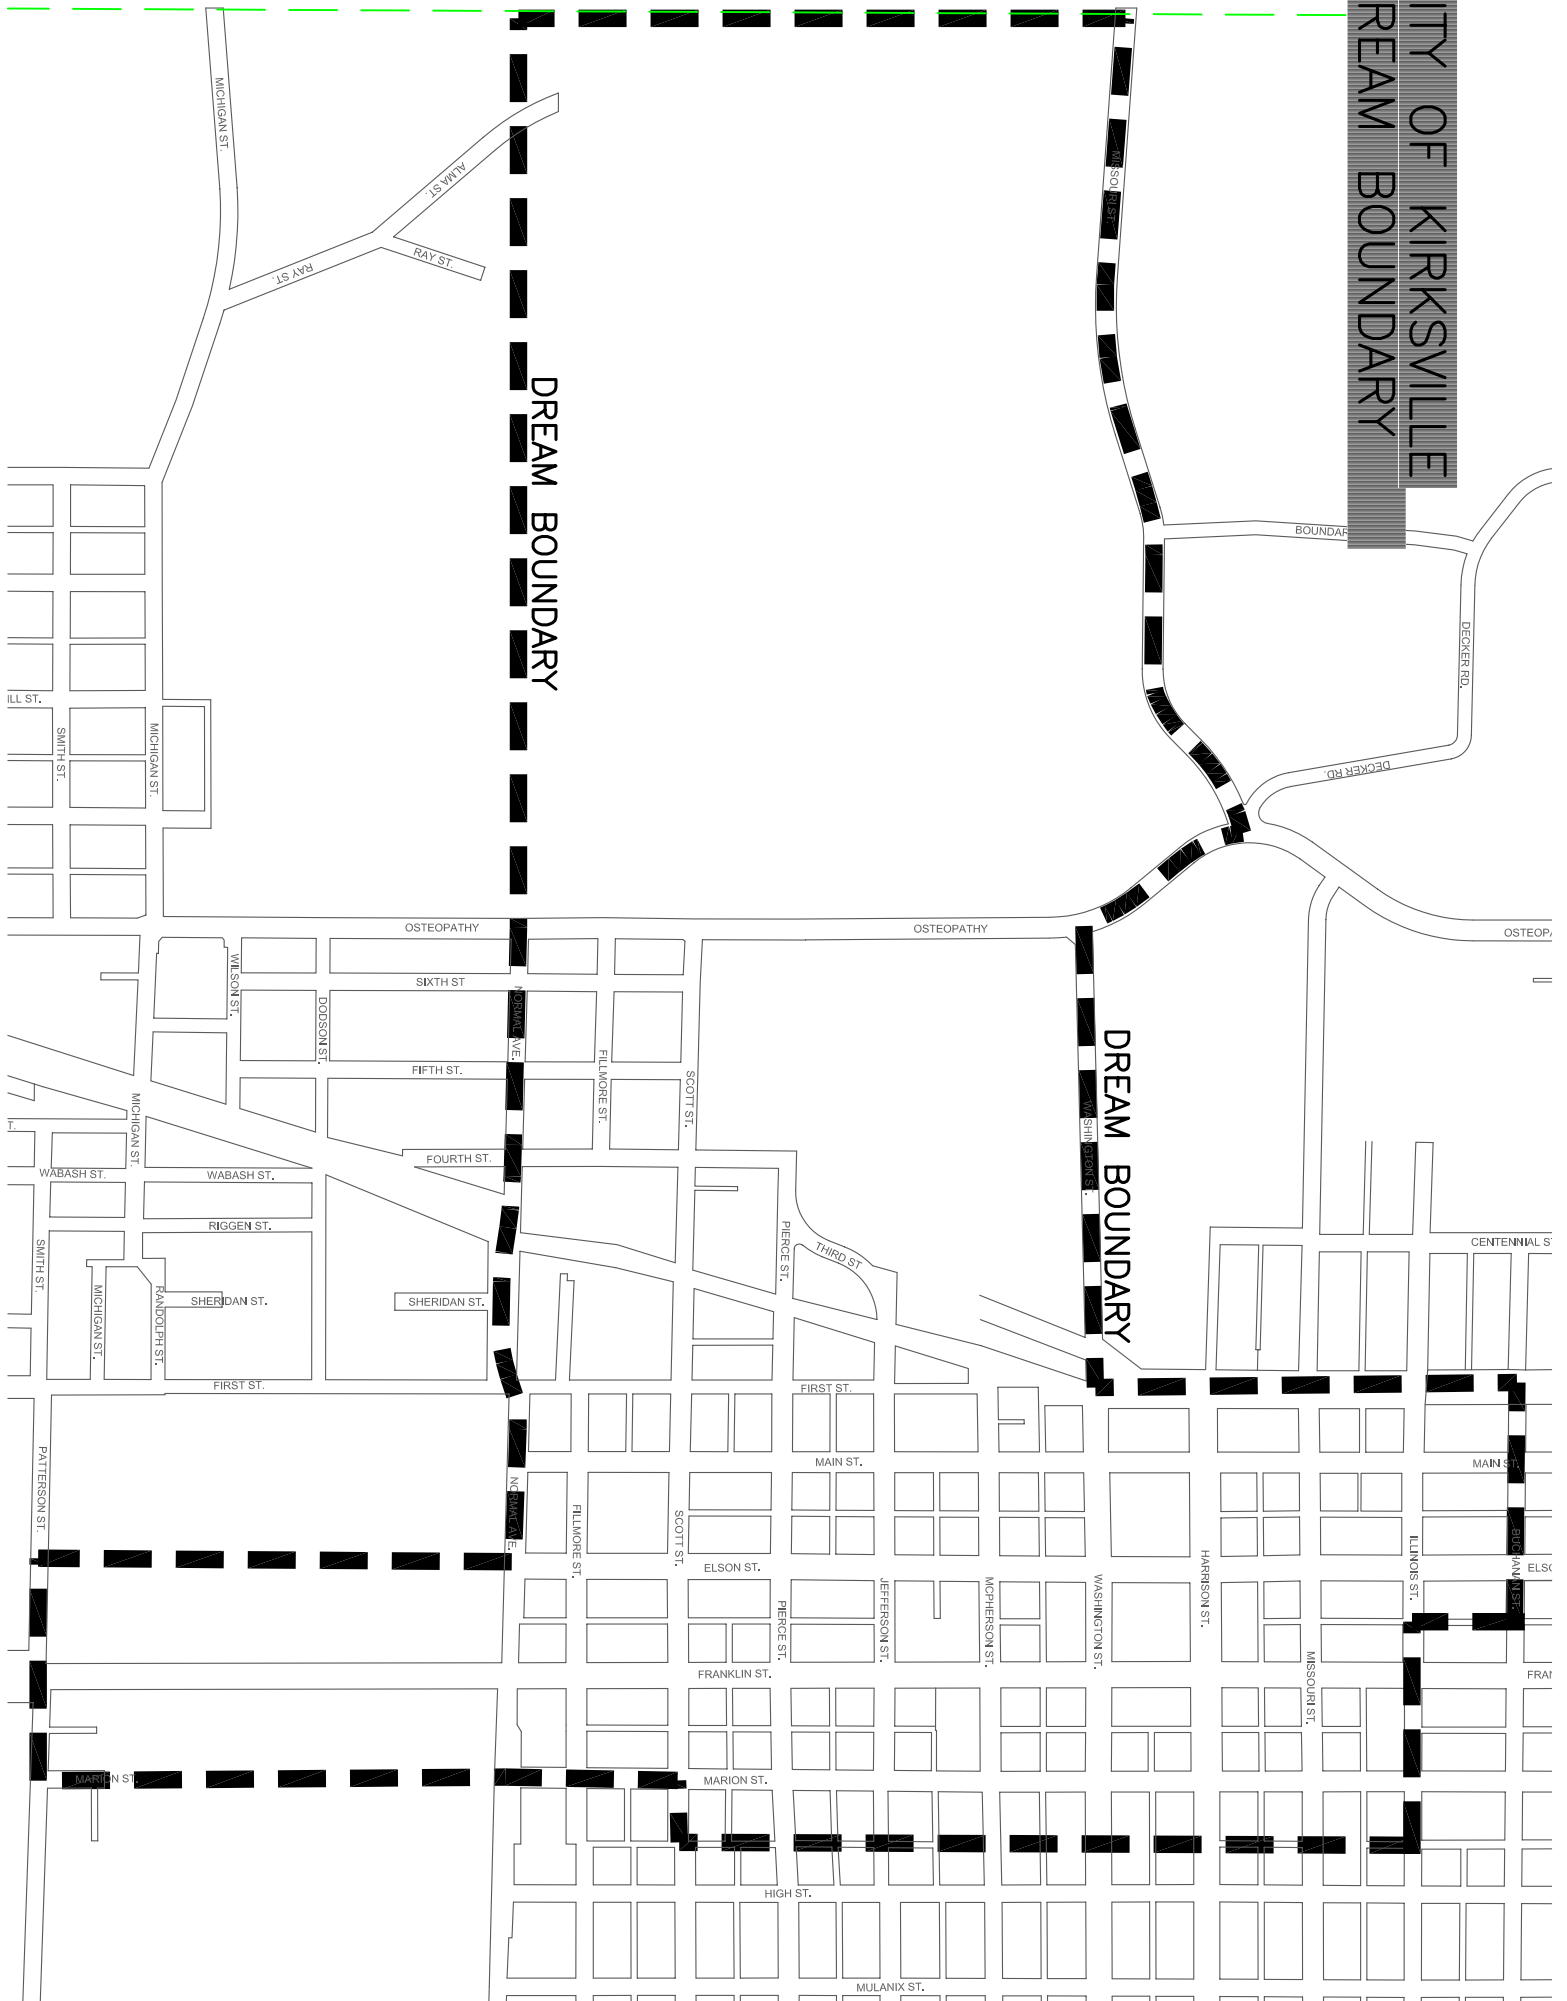 ITY OF KIRKSVILLE
REAM BOUNDARY
MICHIGAN ST.
ALMA ST.
RAY ST.
RAY ST.
MISSOURI ST.
DREAM BOUNDARY
BOUNDAR
DECKER RD.
DECKER RD.
ILL ST.
SMITH ST.
MICHIGAN ST.
OSTEOPATHY
OSTEOPATHY
OSTEOPA
WILSON ST.
SIXTH ST
DODSON ST.
NORMAL AVE.
FILLMORE ST.
FIFTH ST.
SCOTT ST.
DREAM BOUNDARY
WASHINGTON ST.
T.
MICHIGAN ST.
FOURTH ST.
WABASH ST.
WABASH ST.
RIGGEN ST.
PIERCE ST.
THIRD ST
CENTENNIAL S
SMITH ST.
MICHIGAN ST.
RANDOLPH ST.
SHERIDAN ST.
SHERIDAN ST.
FIRST ST.
FIRST ST.
PATTERSON ST.
NORMAL AVE.
MAIN ST.
MAIN ST.
FILLMORE ST.
SCOTT ST.
ELSON ST.
ILLINOIS ST.
BUCHANAN ST.
ELSO
PIERCE ST.
JEFFERSON ST.
MCPHERSON ST.
WASHINGTON ST.
HARRISON ST.
MISSOURI ST.
FRANKLIN ST.
FRAN
MARION ST.
MARION ST.
HIGH ST.
MULANIX ST.